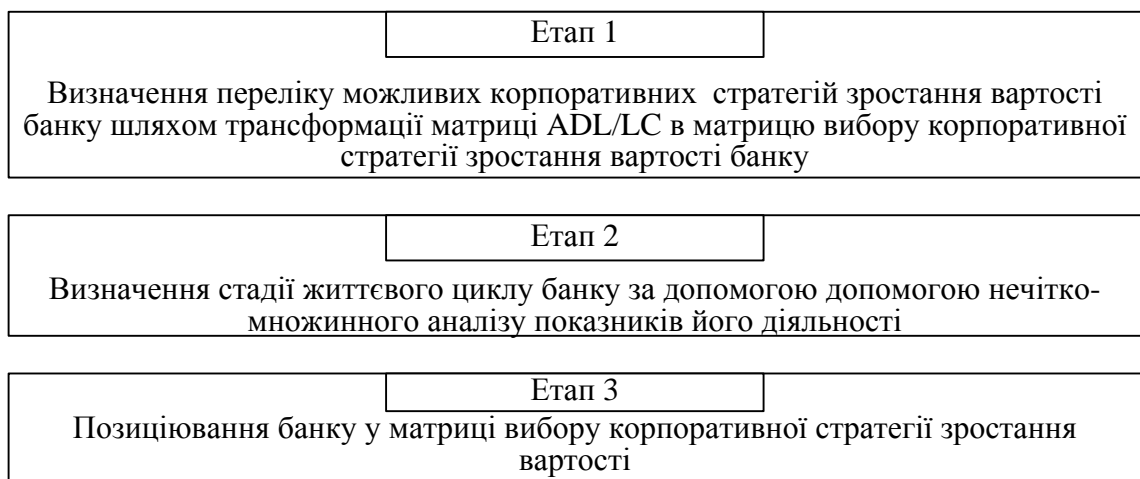 Етап 1
Визначення переліку можливих корпоративних стратегій зростання вартості
банку шляхом трансформації матриці ADL/LC в матрицю вибору корпоративної
стратегії зростання вартості банку
Етап 2
Визначення стадії життєвого циклу банку за допомогою допомогою нечітко-
множинного аналізу показників його діяльності
Етап 3
Позиціювання банку у матриці вибору корпоративної стратегії зростання
вартості